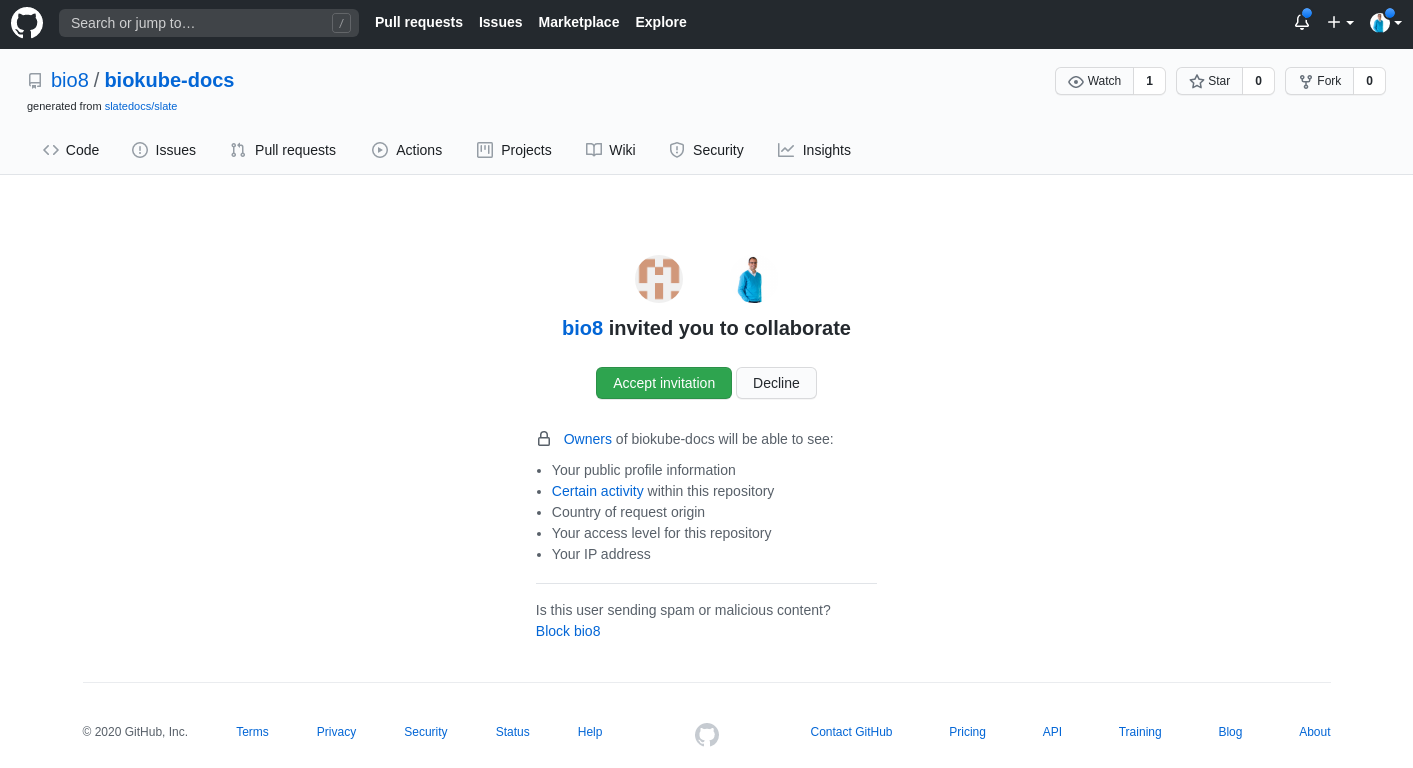 Search or jump to… /
Pull requests Issues Marketplace Explore
bio8 / biokube-docs
generated from slatedocs/slate
Watch 1 Star 0 Fork 0
Code Issues Pull requests Actions Projects Wiki Security Insights
bio8 invited you to collaborate
Accept invitation Decline
Owners of biokube-docs will be able to see:
• Your public profile information
• Certain activity within this repository
• Country of request origin
• Your access level for this repository
• Your IP address
Is this user sending spam or malicious content?
Block bio8
© 2020 GitHub, Inc. Terms Privacy Security Status Help Contact GitHub Pricing API Training Blog About